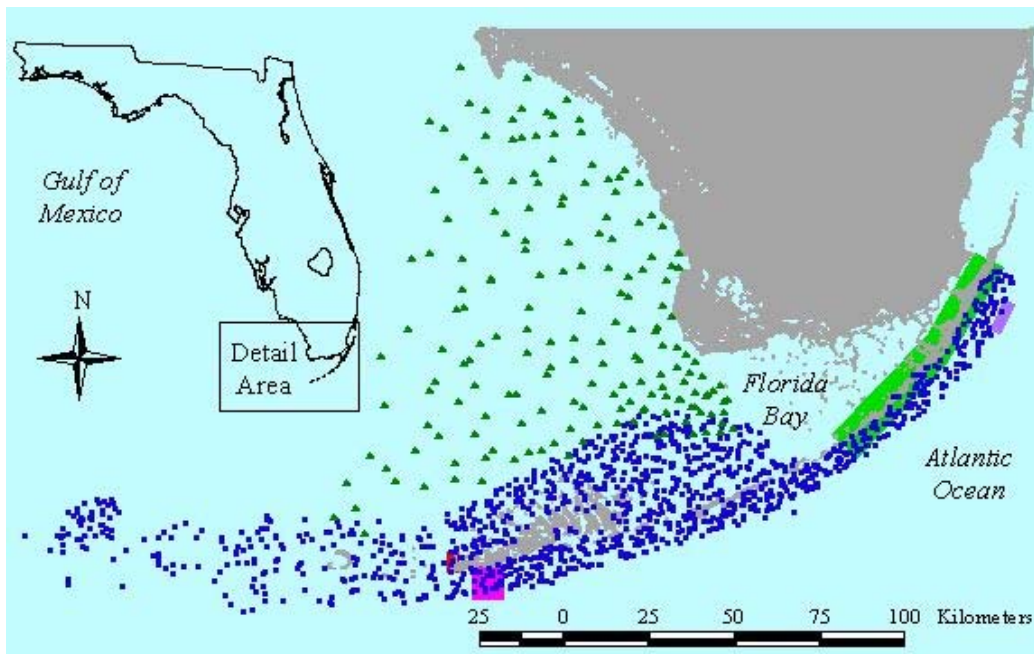 Gulf of
Mexico
N
Detail
Area
Florida
Bay
Atlantic
Ocean
25 0 25 50 75 100 Kilometers